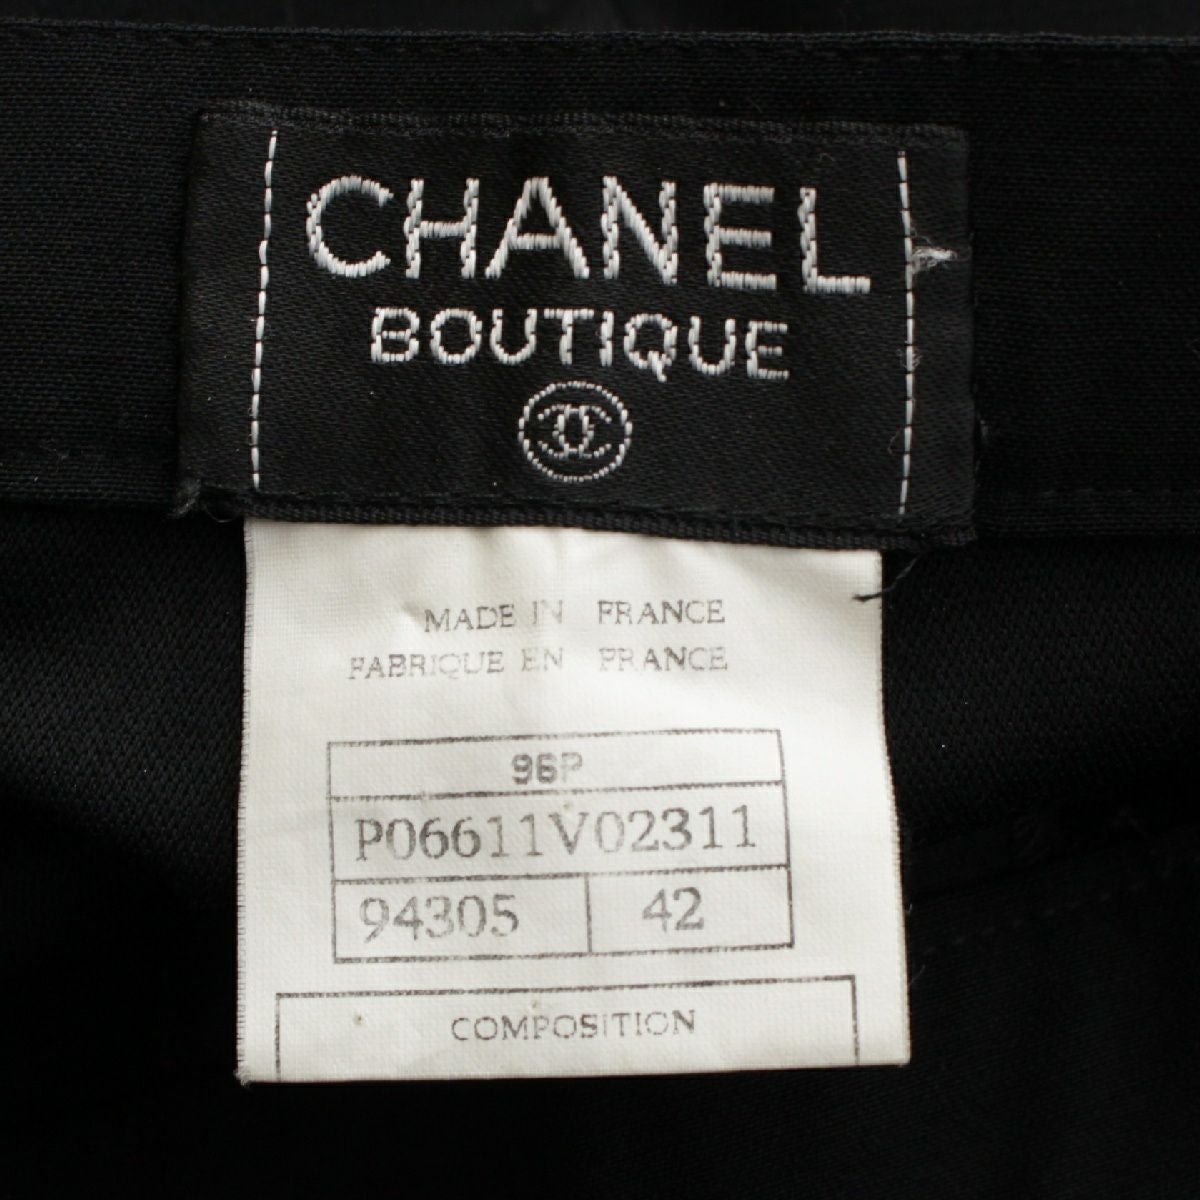 CHANEL
BOUTIQUE
MADE IN FRANCE
FABRIQUE EN FRANCE
96P
P06611V02311
94305 42
COMPOSITION